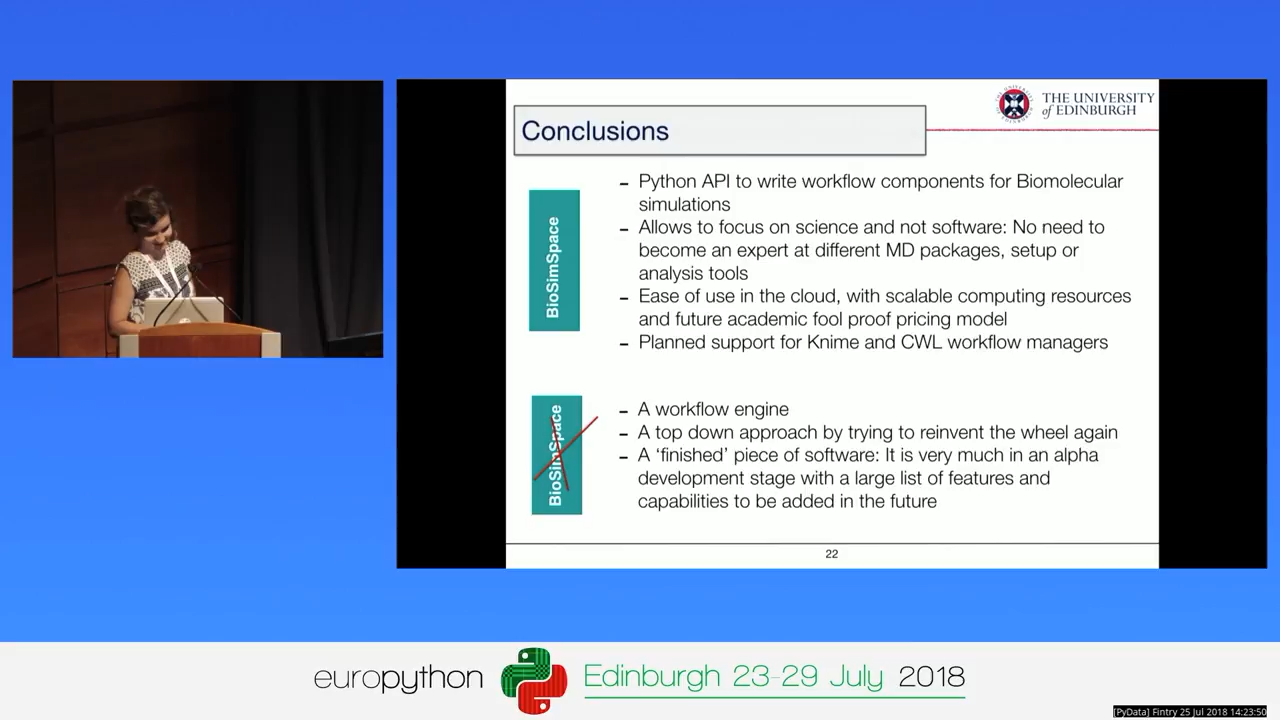 THE UNIVERSITY
of EDINBURGH
Conclusions
BioSimSpace
– Python API to write workflow components for Biomolecular
simulations
– Allows to focus on science and not software: No need to
become an expert at different MD packages, setup or
analysis tools
– Ease of use in the cloud, with scalable computing resources
and future academic fool proof pricing model
– Planned support for Knime and CWL workflow managers
BioSimSpace
– A workflow engine
– A top down approach by trying to reinvent the wheel again
– A ‘finished’ piece of software: It is very much in an alpha
development stage with a large list of features and
capabilities to be added in the future
22
europython
Edinburgh 23-29 July 2018
[PyData] Fintry 25 Jul 2018 14:23:50